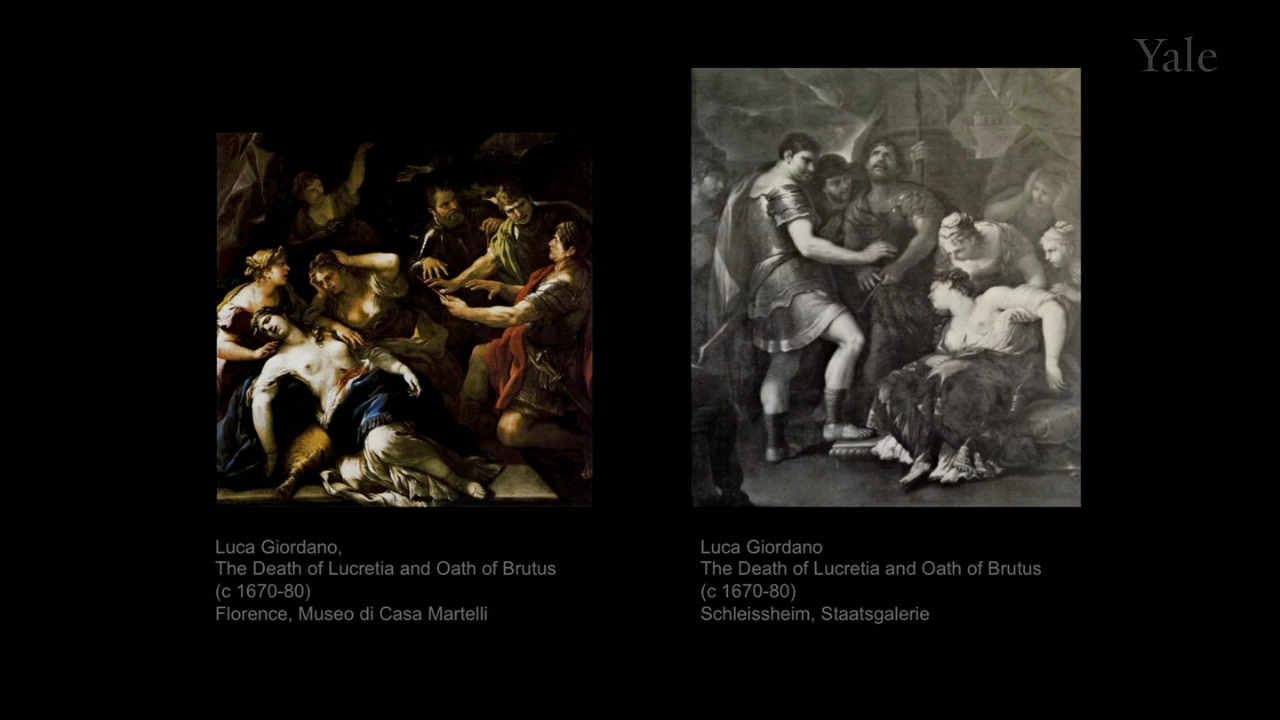 Yale
Luca Giordano,
The Death of Lucretia and Oath of Brutus
(c 1670-80)
Florence, Museo di Casa Martelli
Luca Giordano
The Death of Lucretia and Oath of Brutus
(c 1670-80)
Schleissheim, Staatsgalerie